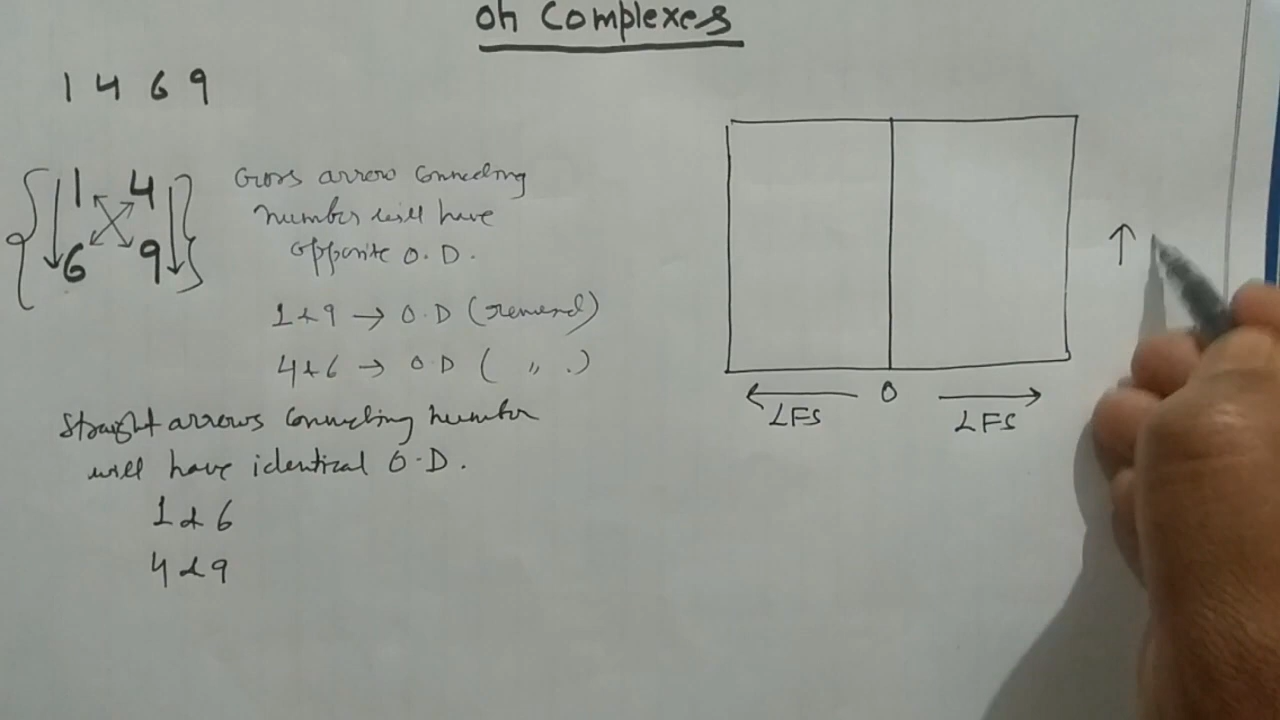 Oh Complexes
1 4 6 9
1 4
6 9
Cross arrow connecting
number will have
opposite O.D.
1 & 9 → O.D (reversed)
4 & 6 → O D ( ,, .)
Straight arrows connecting number
will have identical O.D.
1 & 6
4 & 9
0
LFS LFS